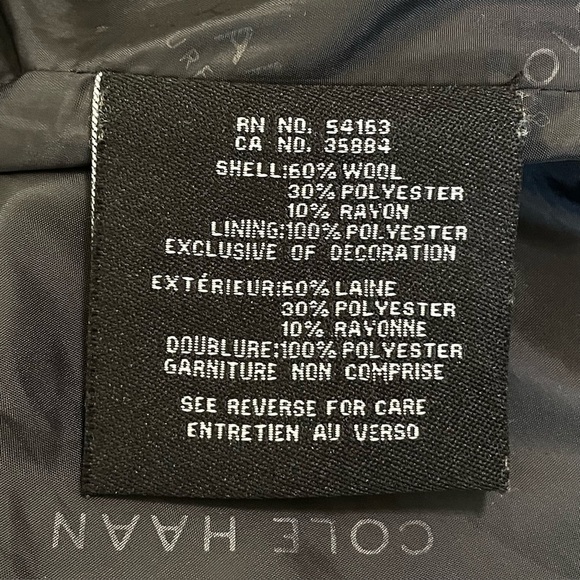 RN NO. 54163
CA NO. 35884
SHELL:60% WOOL
30% POLYESTER
10% RAYON
LINING:100% POLYESTER
EXCLUSIVE OF DECORATION
EXTÉRIEUR:60% LAINE
30% POLYESTER
10% RAYONNE
DOUBLURE:100% POLYESTER
GARNITURE NON COMPRISE
SEE REVERSE FOR CARE
ENTRETIEN AU VERSO
COLE HAAN